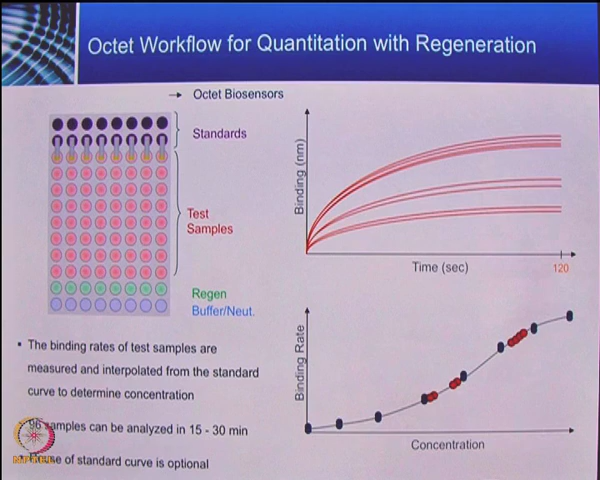 Octet Workflow for Quantitation with Regeneration
Octet Biosensors
Standards
Test
Samples
Regen
Buffer/Neut.
Binding (nm)
Time (sec)
120
Binding Rate
Concentration
• The binding rates of test samples are
measured and interpolated from the standard
curve to determine concentration
96 samples can be analyzed in 15 - 30 min
of standard curve is optional